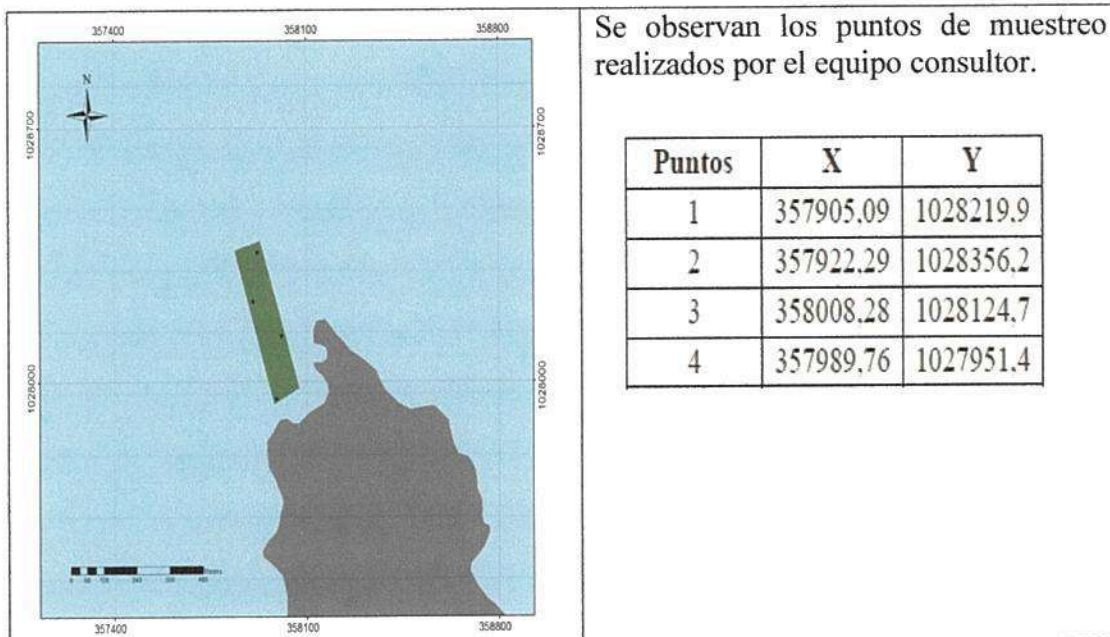 Se observan los puntos de muestreo
realizados por el equipo consultor.
357400 358100 358800
N
1028700 1028700
1028000 1028000
357400 358100 358800
Puntos X Y
1 357905,09 1028219,9
2 357922,29 1028356,2
3 358008,28 1028124,7
4 357989,76 1027951,4